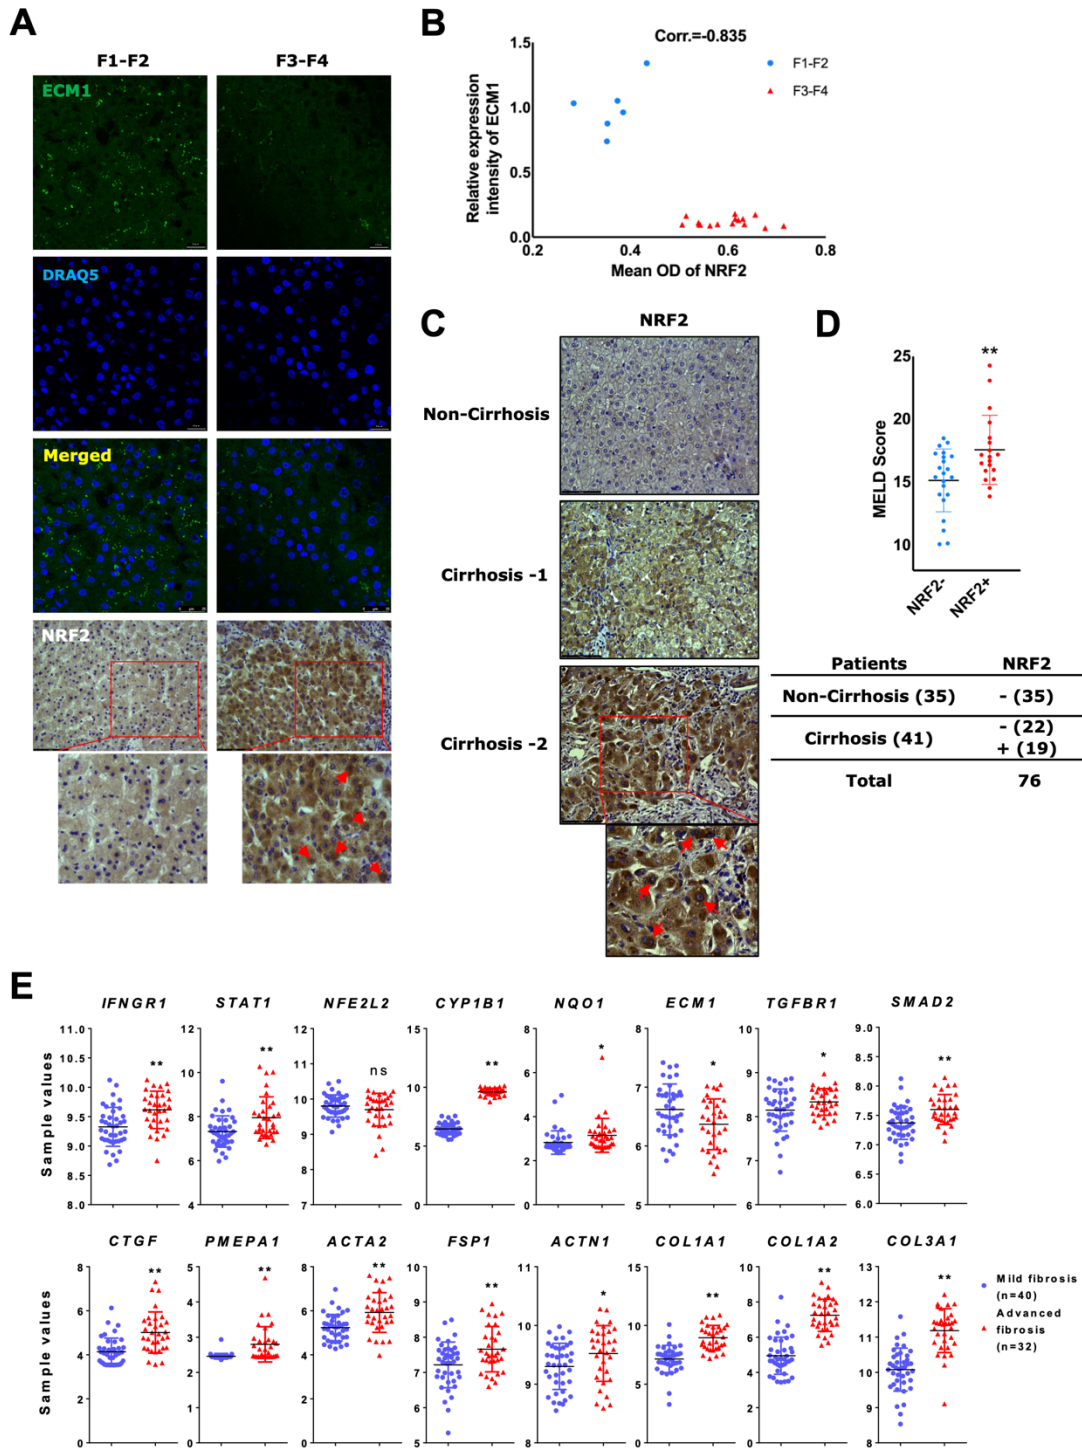 A
F1-F2
F3-F4
ECM1
DRAQ5
Merged
NRF2
B
Corr.=-0.835
Relative expression
intensity of ECM1
1.5
1.0
0.5
0.0
0.2
0.4
0.6
0.8
Mean OD of NRF2
F1-F2
F3-F4
C
NRF2
Non-Cirrhosis
Cirrhosis -1
Cirrhosis -2
D
**
MELD Score
25
20
15
10
NRF2-
NRF2+
Patients NRF2
Non-Cirrhosis (35) - (35)
Cirrhosis (41) - (22)
+ (19)
Total 76
E
IFNGR1 STAT1 NFE2L2 CYP1B1 NQO1 ECM1 TGFBR1 SMAD2
Sample values
11.0
10.5
10.0
9.5
9.0
8.5
8.0
**
12
10
8
6
4
**
12
11
10
9
8
7
ns
15
10
5
0
**
8
6
4
2
0
*
8
7
6
5
*
10
9
8
7
6
*
9.0
8.5
8.0
7.5
7.0
6.5
6.0
**
CTGF PMEPA1 ACTA2 FSP1 ACTN1 COL1A1 COL1A2 COL3A1
Sample values
8
6
4
2
0
**
5
4
3
2
1
0
**
8
6
4
2
0
**
10
9
8
7
6
5
**
11
10
9
8
*
15
10
5
0
**
10
8
6
4
2
0
**
12
11
10
9
8
**
Mild fibrosis
(n=40)
Advanced
fibrosis
(n=32)